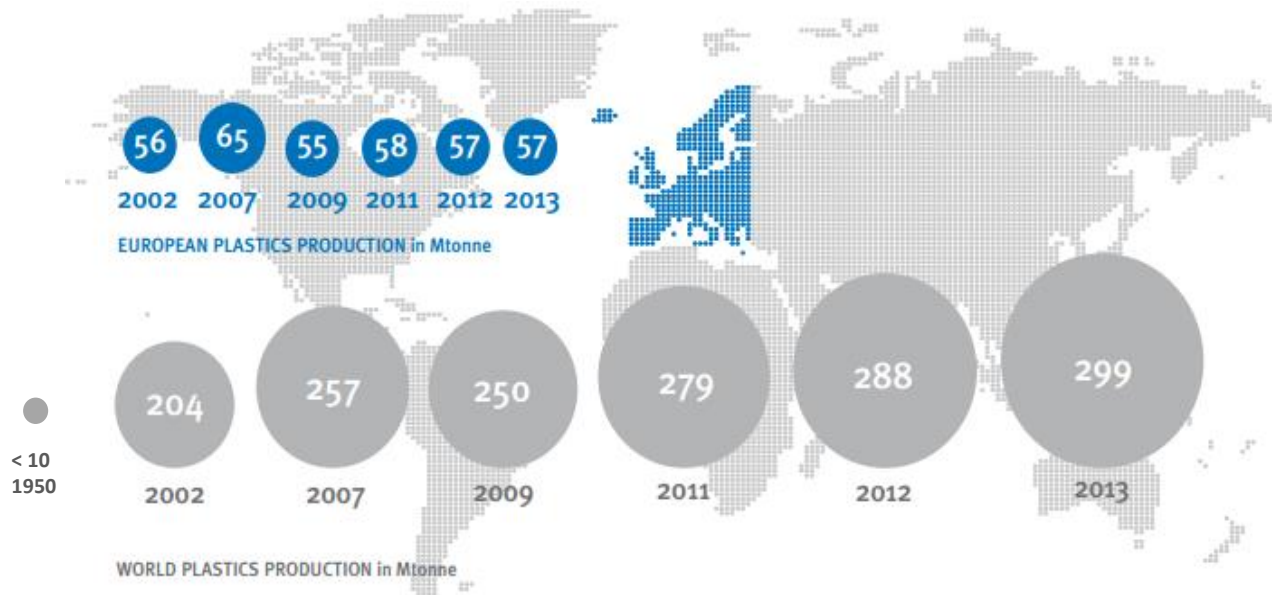 56 65 55 58 57 57
2002 2007 2009 2011 2012 2013
EUROPEAN PLASTICS PRODUCTION in Mtonne
204 257 250 279 288 299
2002 2007 2009 2011 2012 2013
< 10
1950
WORLD PLASTICS PRODUCTION in Mtonne